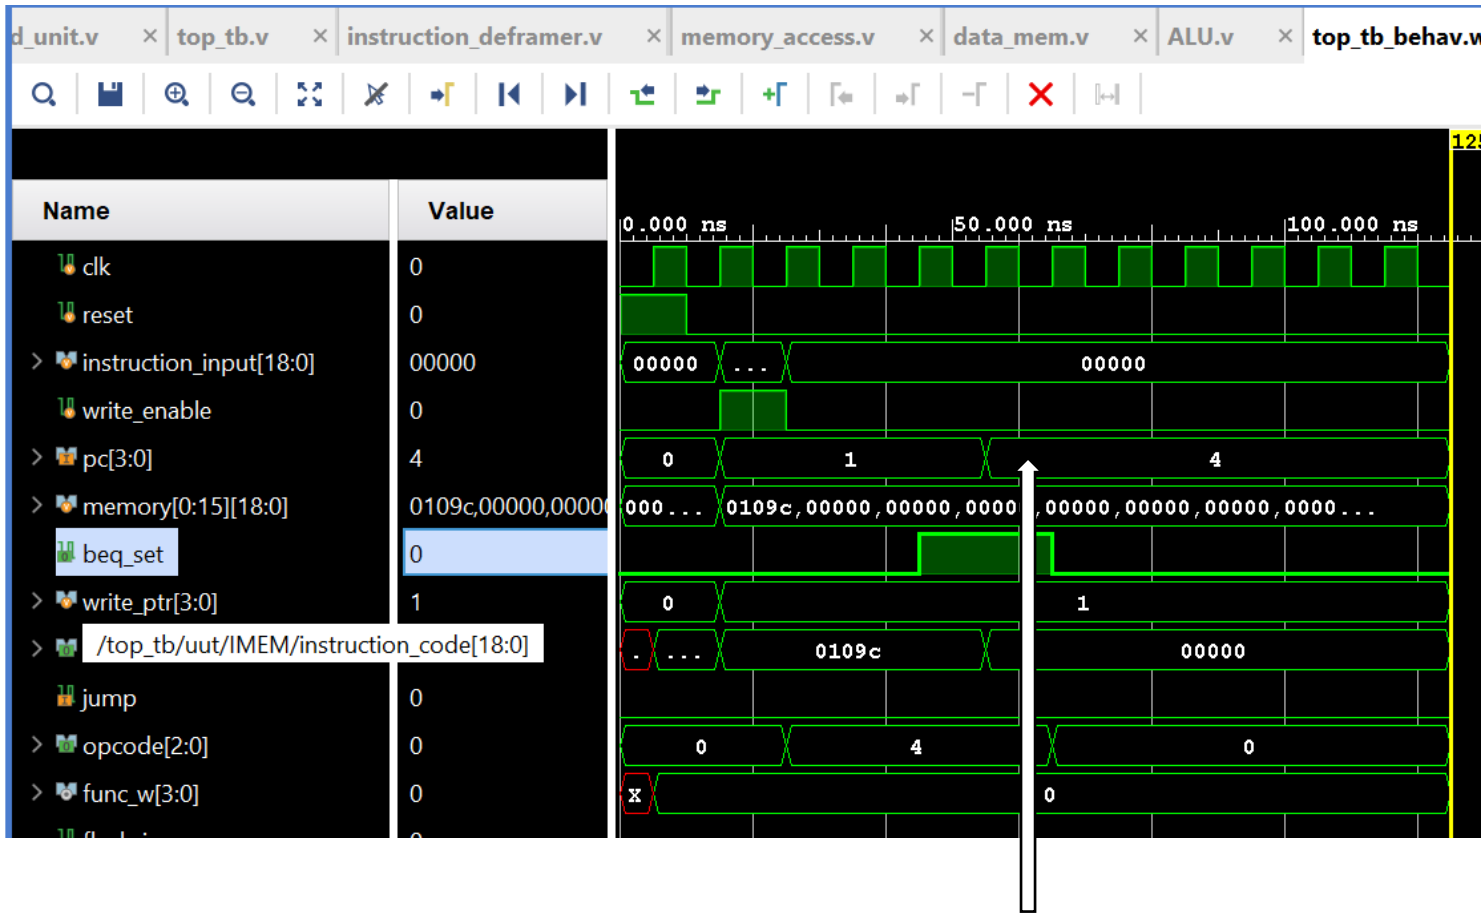 d_unit.v × top_tb.v × instruction_deframer.v × memory_access.v × data_mem.v × ALU.v × top_tb_behav.w
125
Name Value
0.000 ns 50.000 ns 100.000 ns
clk 0
reset 0
instruction_input[18:0] 00000 00000 ... 00000
write_enable 0
pc[3:0] 4 0 1 4
memory[0:15][18:0] 0109c,00000,0000 000... 0109c,00000,00000,0000 ,00000,00000,00000,0000...
beq_set 0
write_ptr[3:0] 1 0 1
/top_tb/uut/IMEM/instruction_code[18:0] . ... 0109c 00000
jump 0
opcode[2:0] 0 0 4 0
func_w[3:0] 0 X 0